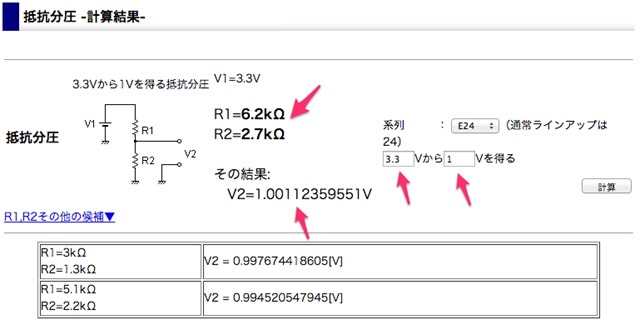 抵抗分圧 -計算結果-
3.3Vから1Vを得る抵抗分圧
V1=3.3V
V1
R1
R2
V2
抵抗分圧
R1=6.2kΩ
R2=2.7kΩ
その結果:
V2=1.00112359551V
系列 : E24 (通常ラインアップは
24)
3.3 Vから 1 Vを得る
計算
R1,R2その他の候補▼
R1=3kΩ
R2=1.3kΩ
V2 = 0.997674418605[V]
R1=5.1kΩ
R2=2.2kΩ
V2 = 0.994520547945[V]